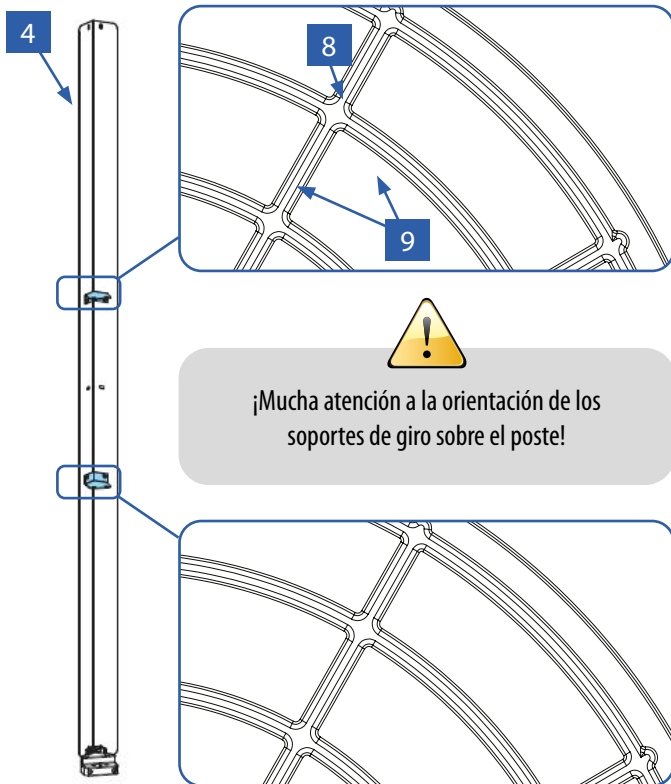 4
8
9
¡Mucha atención a la orientación de los
soportes de giro sobre el poste!